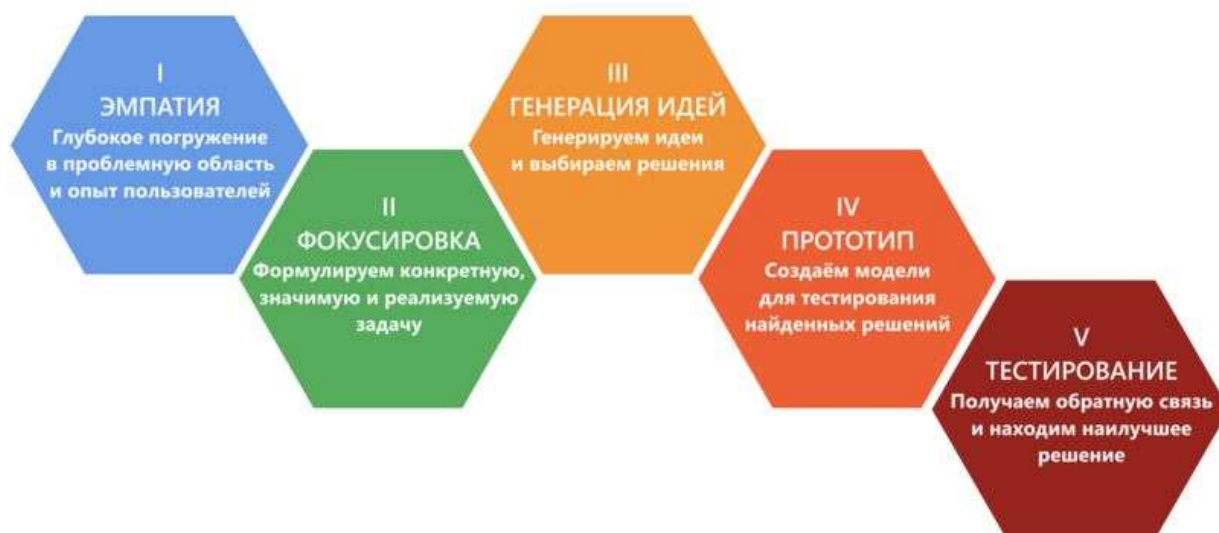 I
ЭМПАТИЯ
Глубокое погружение
в проблемную область
и опыт пользователей
II
ФОКУСИРОВКА
Формулируем конкретную,
значимую и реализуемую
задачу
III
ГЕНЕРАЦИЯ ИДЕЙ
Генерируем идеи
и выбираем решения
IV
ПРОТОТИП
Создаём модели
для тестирования
найденных решений
V
ТЕСТИРОВАНИЕ
Получаем обратную связь
и находим наилучшее
решение